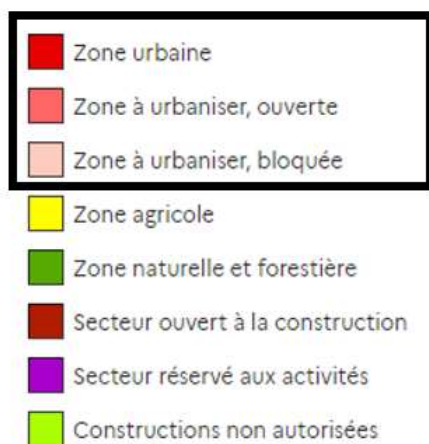 Zone urbaine
Zone à urbaniser, ouverte
Zone à urbaniser, bloquée
Zone agricole
Zone naturelle et forestière
Secteur ouvert à la construction
Secteur réservé aux activités
Constructions non autorisées